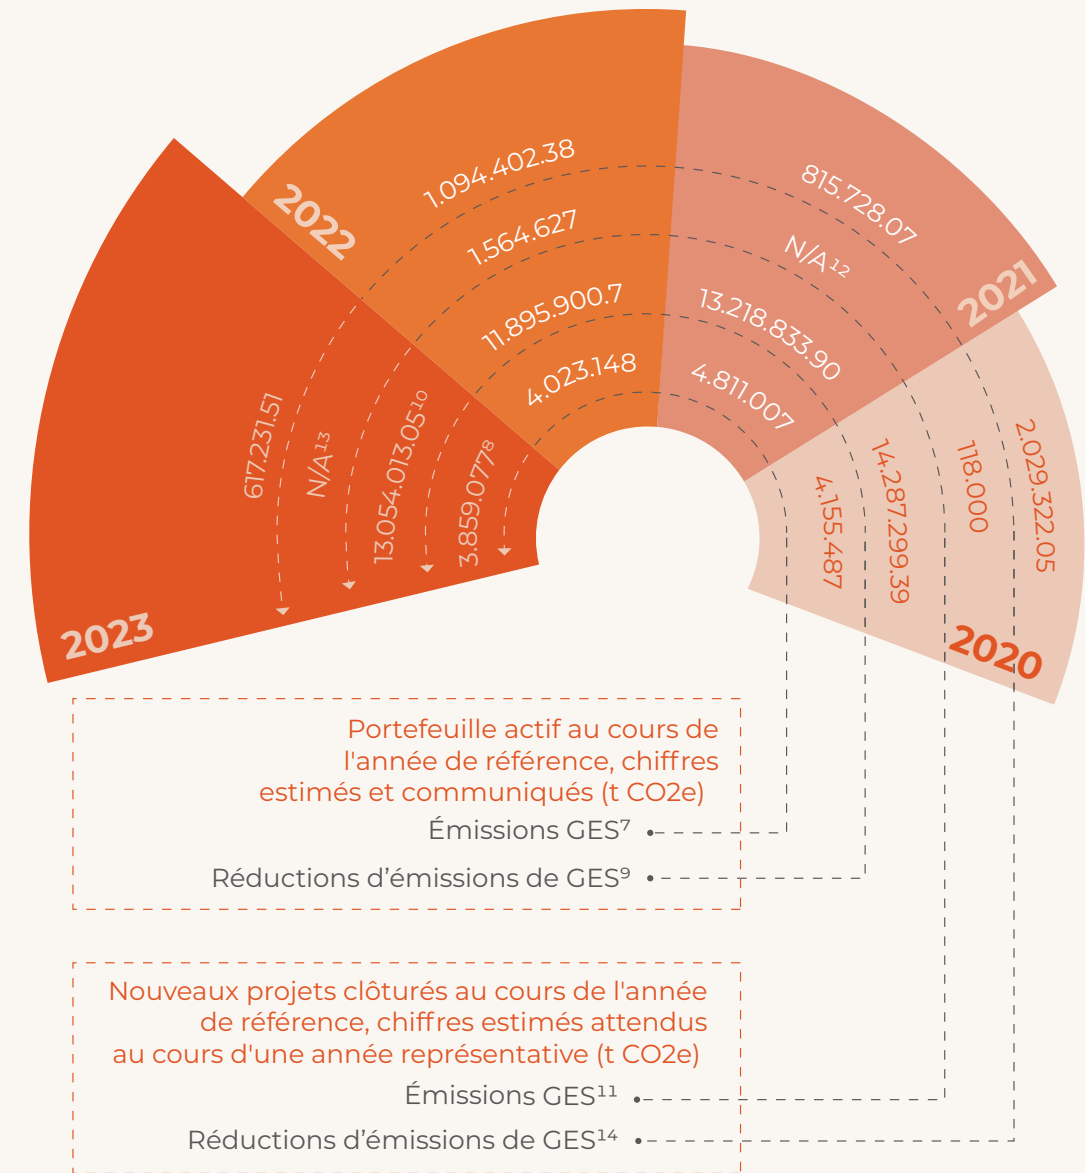 2023
617.231.51
N/A¹³
13.054.013.05¹⁰
3.859.077⁸
2022
1.094.402.38
1.564.627
11.895.900.7
4.023.148
2021
815.728.07
N/A¹²
13.218.833.90
4.811.007
2020
2.029.322.05
118.000
14.287.299.39
4.155.487
Portefeuille actif au cours de
l'année de référence, chiffres
estimés et communiqués (t CO2e)
Émissions GES⁷
Réductions d’émissions de GES⁹
Nouveaux projets clôturés au cours de l'année
de référence, chiffres estimés attendus
au cours d'une année représentative (t CO2e)
Émissions GES¹¹
Réductions d’émissions de GES¹⁴